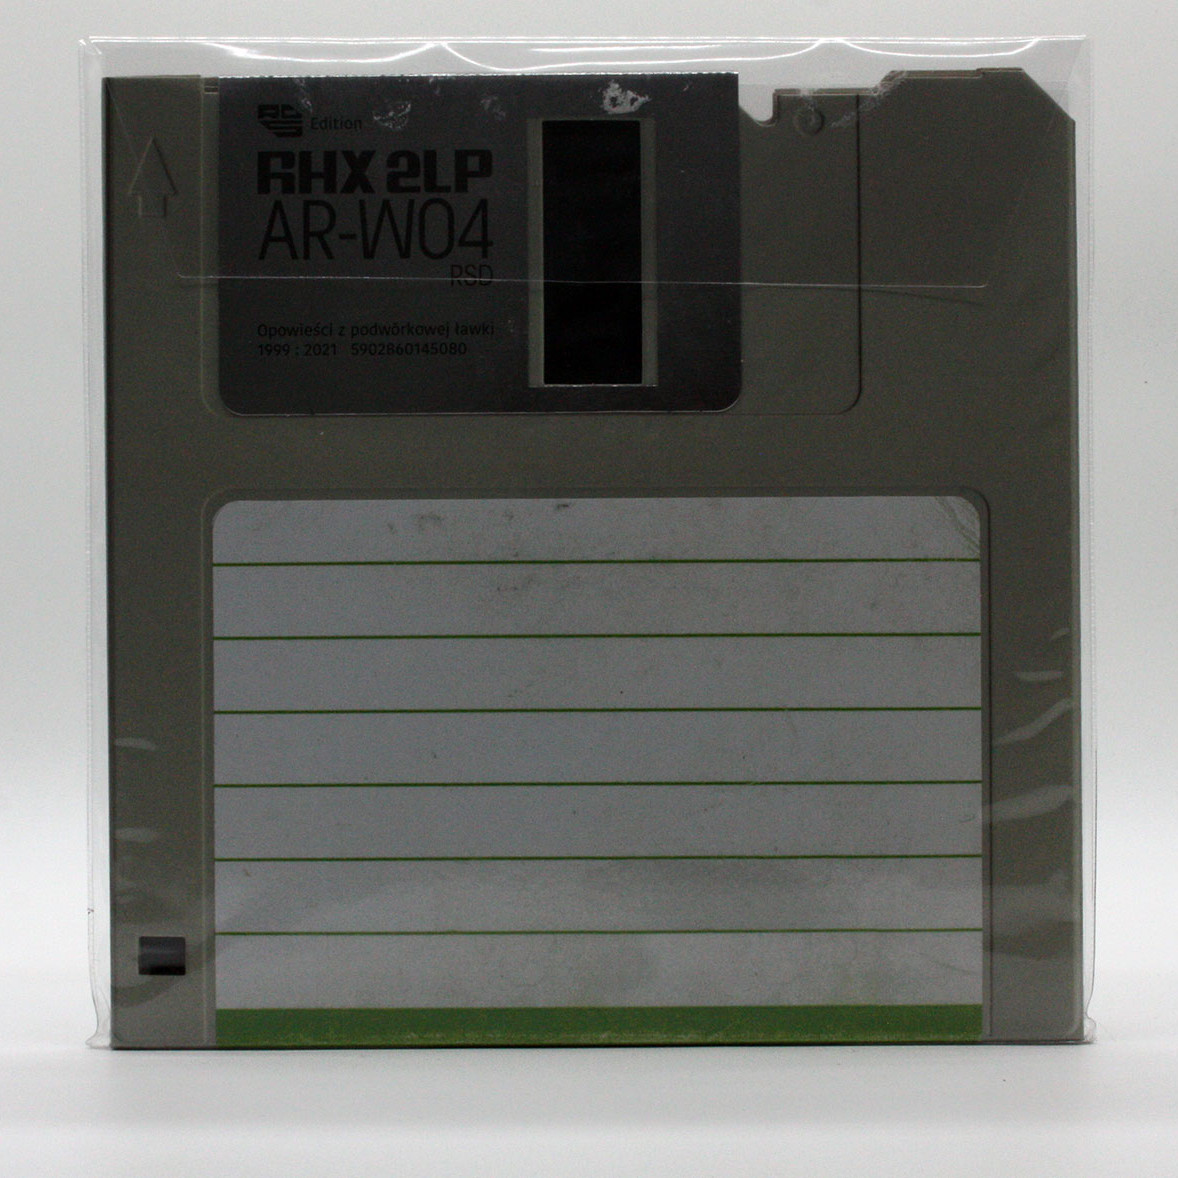 Edition
RHX 2LP
AR-W04
RSD
Opowieści z podwórkowej ławki
1999 : 2021 5902860145080